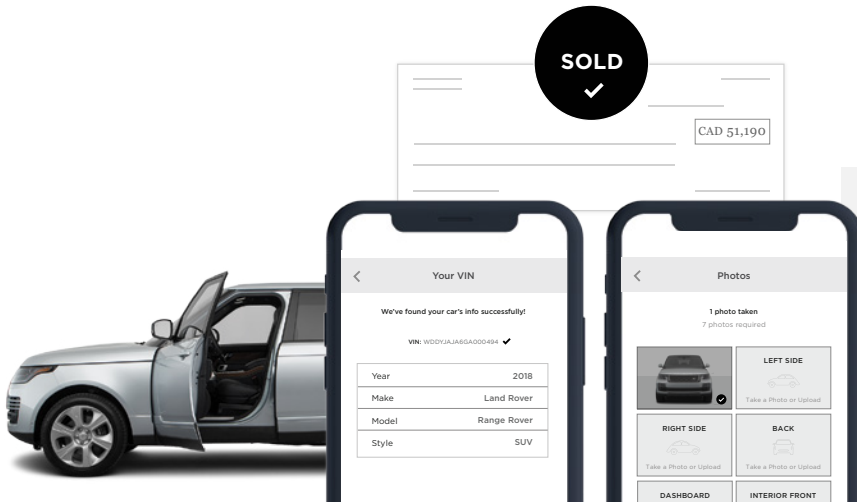 SOLD
CAD 51,190
Your VIN
We've found your car's info successfully!
VIN: WDDYJAJA6GA000494
Year 2018
Make Land Rover
Model Range Rover
Style SUV
Photos
1 photo taken
7 photos required
LEFT SIDE
Take a Photo or Upload
RIGHT SIDE
Take a Photo or Upload
BACK
Take a Photo or Upload
DASHBOARD
INTERIOR FRONT